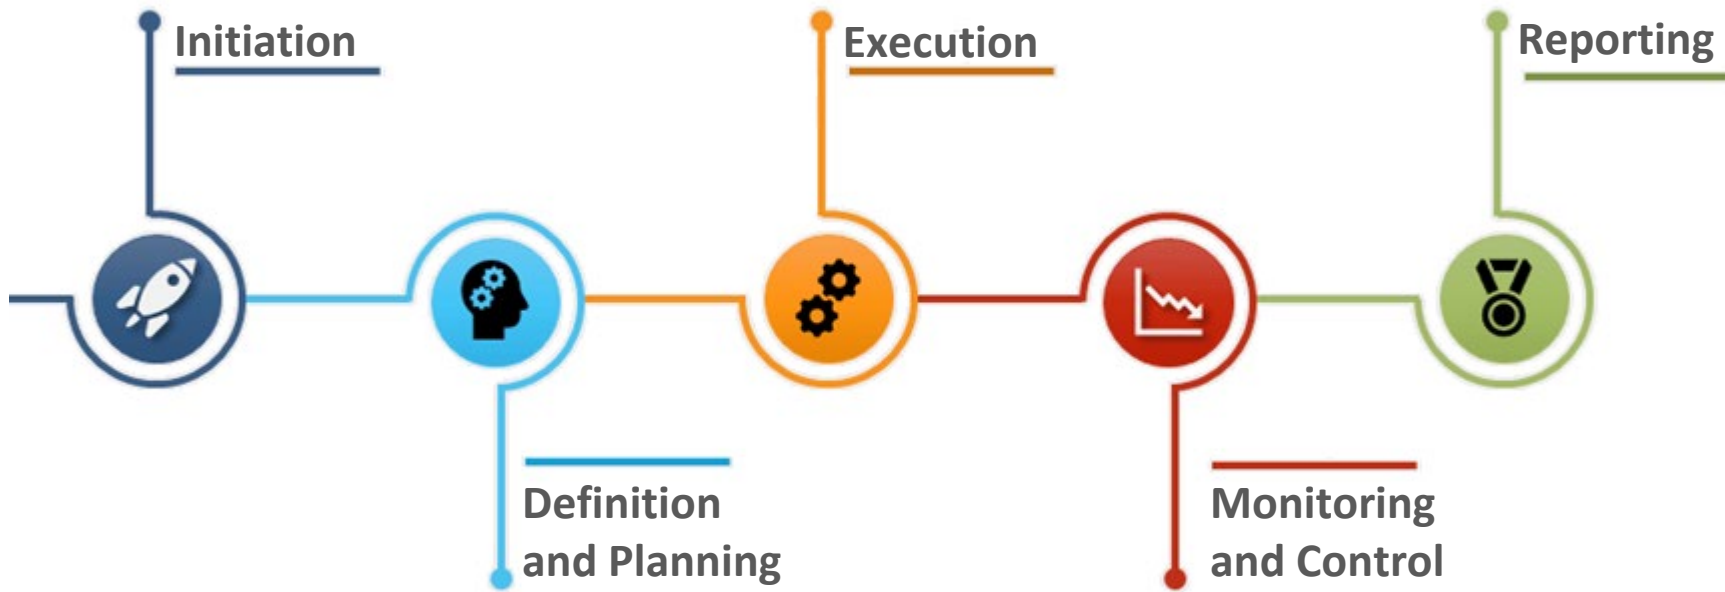 Initiation
Definition
and Planning
Execution
Monitoring
and Control
Reporting